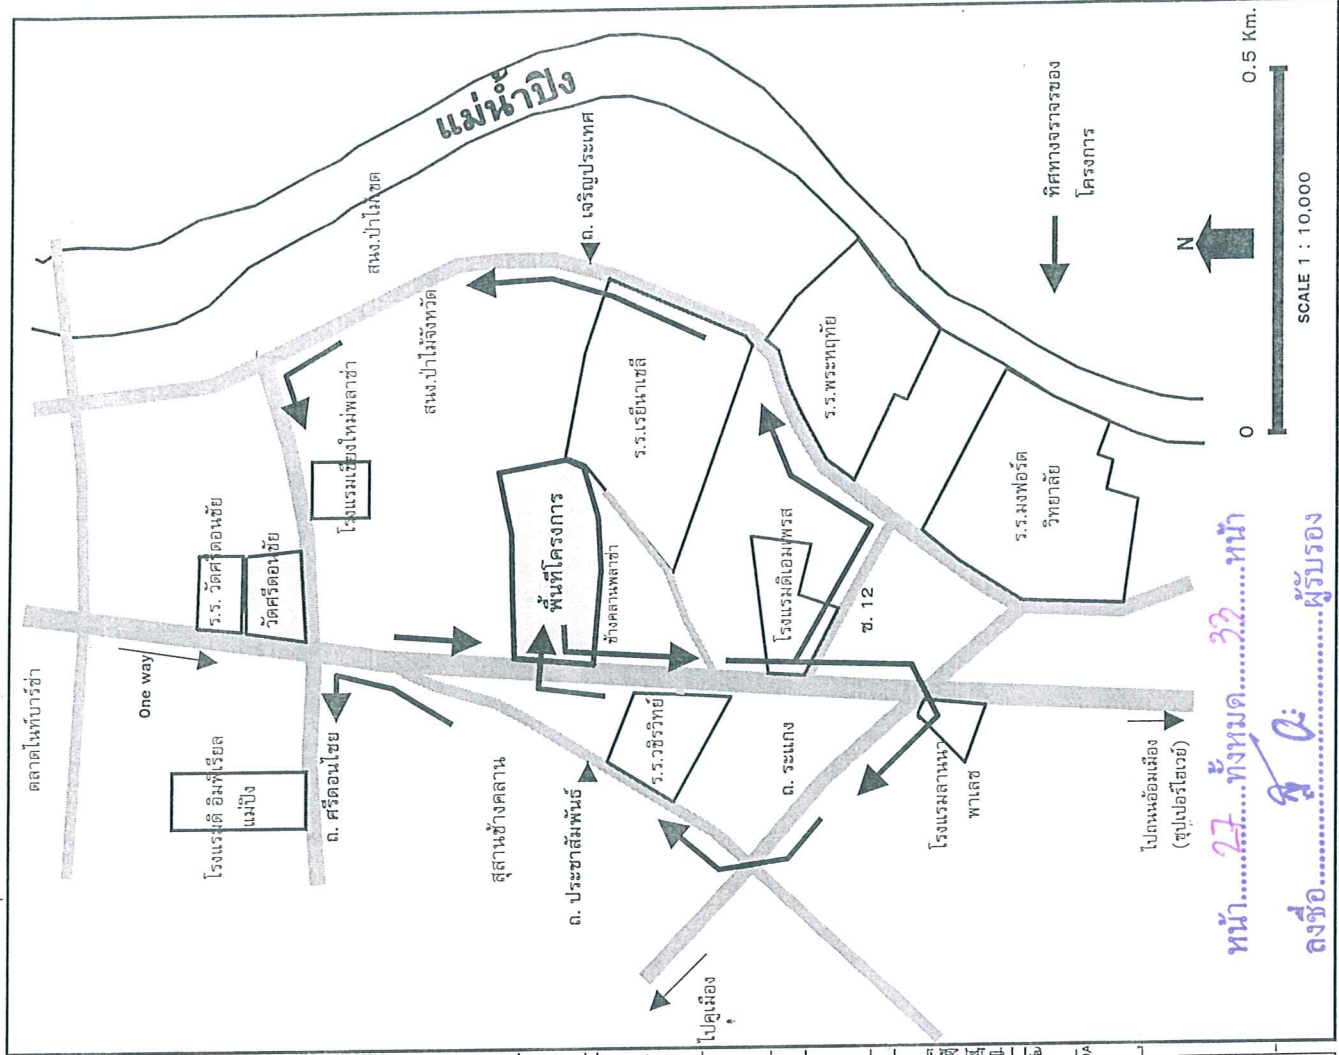 ตลาดไนท์บาร์ซ่า
One way
โรงแรมดิ อิมพีเรียล
แม่ปิง
ถ. ศรีดอนไชย
ร.ร. วัดศรีดอนชัย
วัดศรีดอนชัย
โรงแรมเชียงใหม่พลาซ่า
แม่น้ำปิง
สนง.ป่าไม้เขต
สนง.ป่าไม้จังหวัด
ถ. เจริญประเทศ
สุสานช้างคลาน
ถ. ประชาสัมพันธ์
พื้นที่โครงการ
ช้างคลานพลาซ่า
ร.ร.เรยีนาเชลี
ร.ร.วชิรวิทย์
โรงแรมดิเอมเพรส
ซ. 12
ร.ร.พระหฤทัย
ถ. ระแกง
ไปคูเมือง
โรงแรมลานนา
พาเลซ
ร.ร.มงฟอร์ต
วิทยาลัย
ไปถนนอ้อมเมือง
(ซุปเปอร์ไฮเวย์)
ทิศทางจราจรของ
โครงการ
N
0
0.5 Km.
SCALE 1 : 10,000
หน้า.......27.......ทั้งหมด.......33.......หน้า
ลงชื่อ..............................ผู้รับรอง